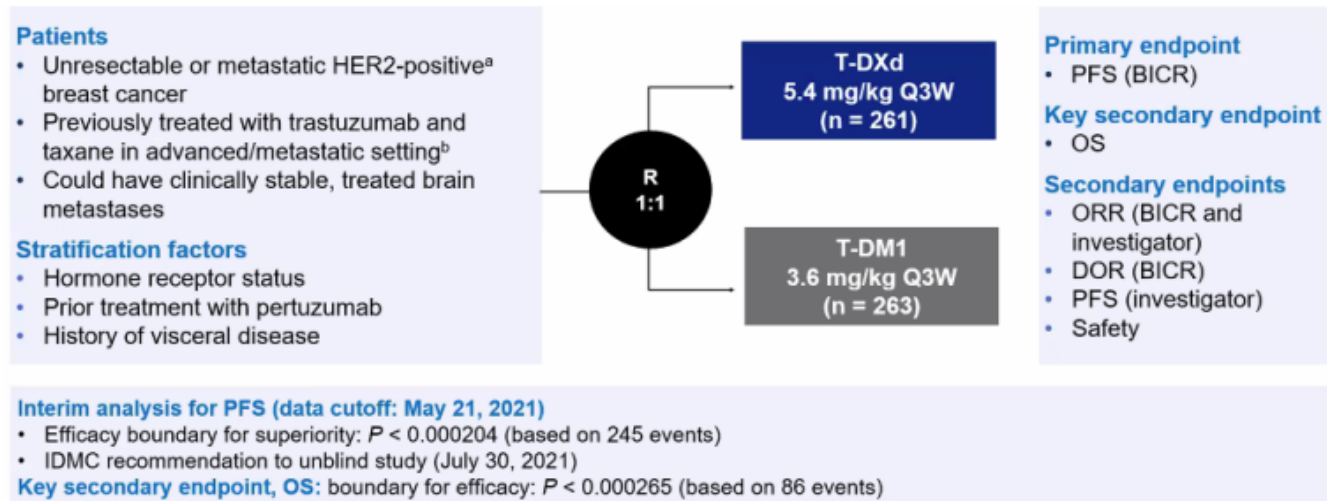 Patients
• Unresectable or metastatic HER2-positiveᵃ
breast cancer
• Previously treated with trastuzumab and
taxane in advanced/metastatic settingᵇ
• Could have clinically stable, treated brain
metastases
Stratification factors
• Hormone receptor status
• Prior treatment with pertuzumab
• History of visceral disease
R
1:1
T-DXd
5.4 mg/kg Q3W
(n = 261)
T-DM1
3.6 mg/kg Q3W
(n = 263)
Primary endpoint
• PFS (BICR)
Key secondary endpoint
• OS
Secondary endpoints
• ORR (BICR and
investigator)
• DOR (BICR)
• PFS (investigator)
• Safety
Interim analysis for PFS (data cutoff: May 21, 2021)
• Efficacy boundary for superiority: P < 0.000204 (based on 245 events)
• IDMC recommendation to unblind study (July 30, 2021)
Key secondary endpoint, OS: boundary for efficacy: P < 0.000265 (based on 86 events)